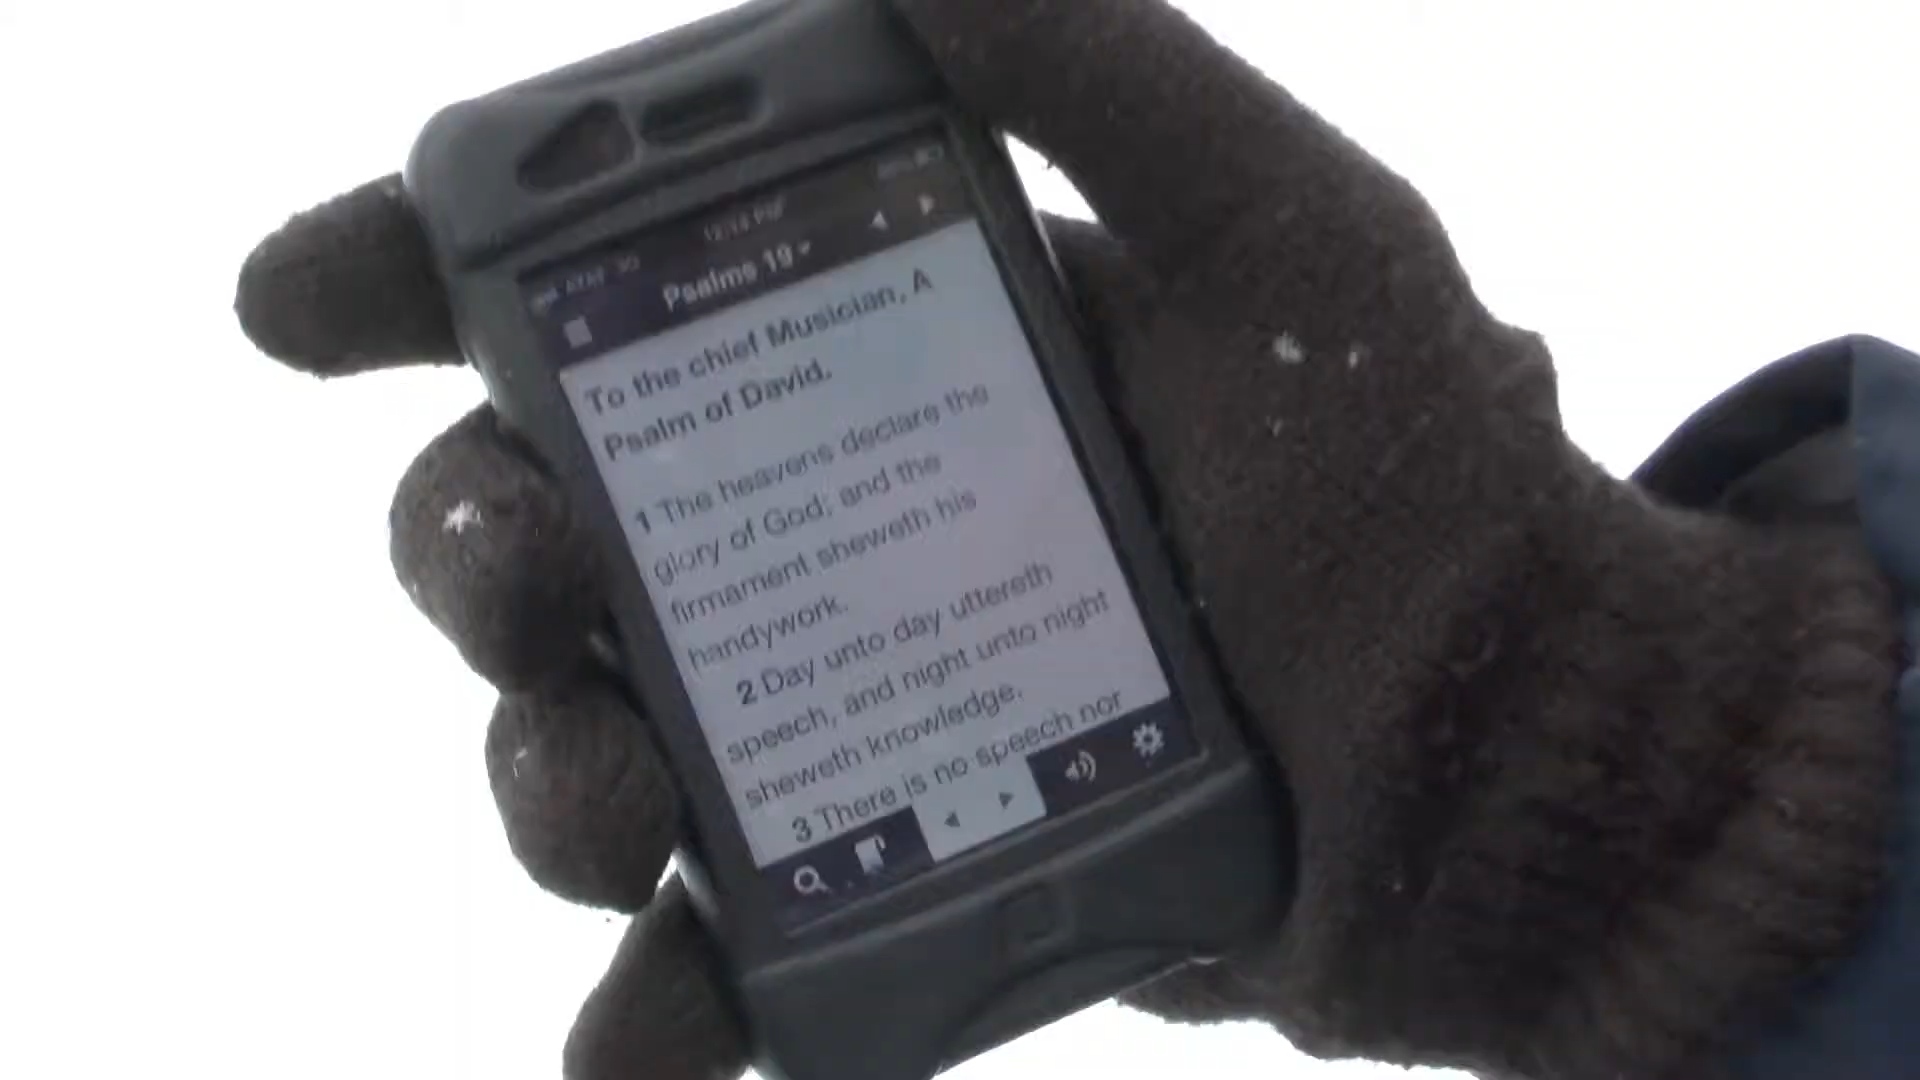 AT&T 3G
Psalms 19
To the chief Musician, A
Psalm of David.
1 The heavens declare the
glory of God; and the
firmament sheweth his
handywork.
2 Day unto day uttereth
speech, and night unto night
sheweth knowledge.
3 There is no speech nor